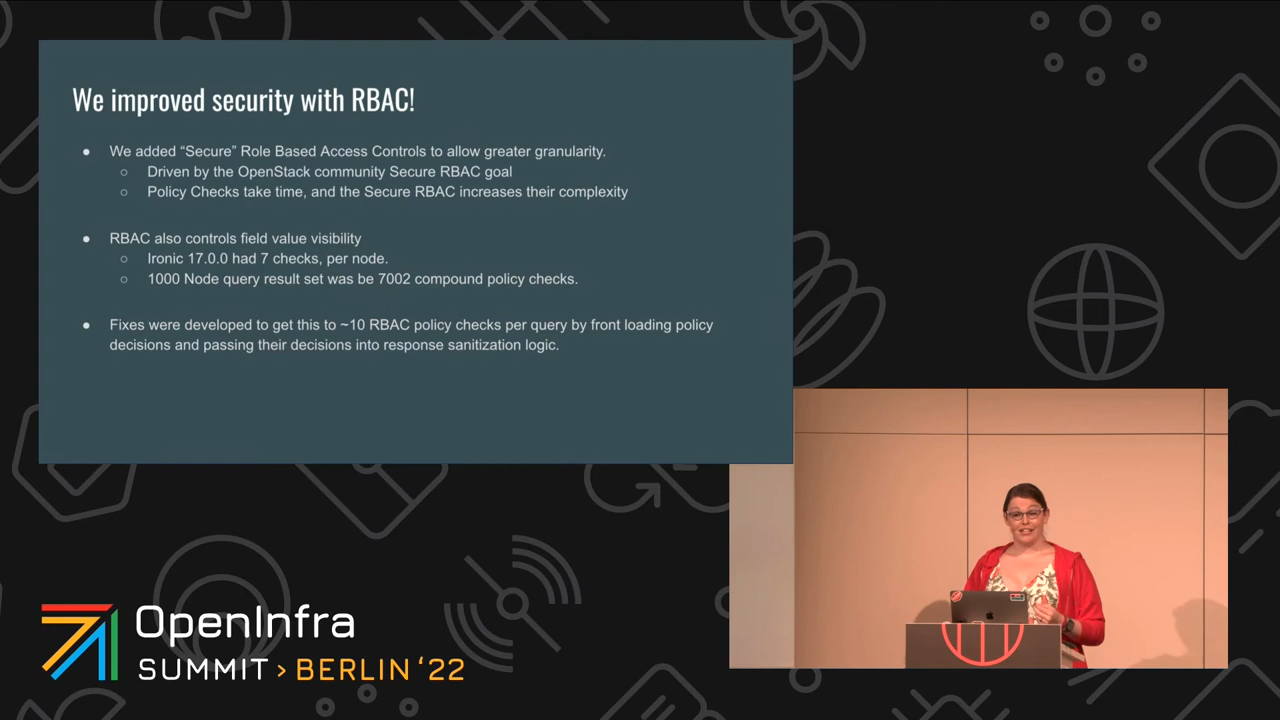 We improved security with RBAC!
● We added “Secure” Role Based Access Controls to allow greater granularity.
○ Driven by the OpenStack community Secure RBAC goal
○ Policy Checks take time, and the Secure RBAC increases their complexity
● RBAC also controls field value visibility
○ Ironic 17.0.0 had 7 checks, per node.
○ 1000 Node query result set was be 7002 compound policy checks.
● Fixes were developed to get this to ~10 RBAC policy checks per query by front loading policy
decisions and passing their decisions into response sanitization logic.
OpenInfra
SUMMIT > BERLIN ‘22